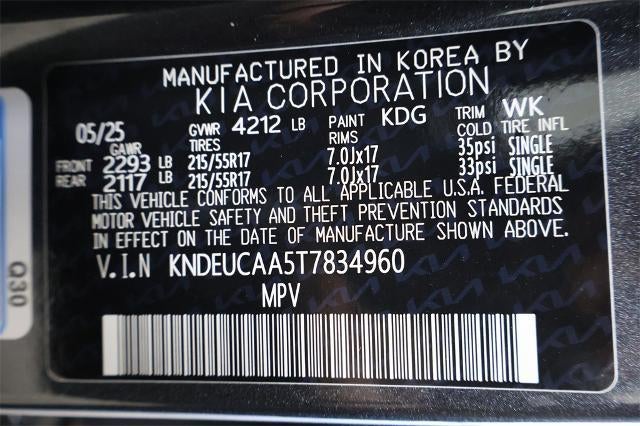 MANUFACTURED IN KOREA BY
KIA CORPORATION
05/25 GVWR 4212 LB PAINT KDG TRIM WK
GAWR TIRES RIMS COLD TIRE INFL
FRONT 2293 LB 215/55R17 7.0Jx17 35psi SINGLE
REAR 2117 LB 215/55R17 7.0Jx17 33psi SINGLE
THIS VEHICLE CONFORMS TO ALL APPLICABLE U.S.A. FEDERAL
MOTOR VEHICLE SAFETY AND THEFT PREVENTION STANDARDS
IN EFFECT ON THE DATE OF MANUFACTURE SHOWN ABOVE.
V.I.N KNDEUCAA5T7834960
MPV
Q30